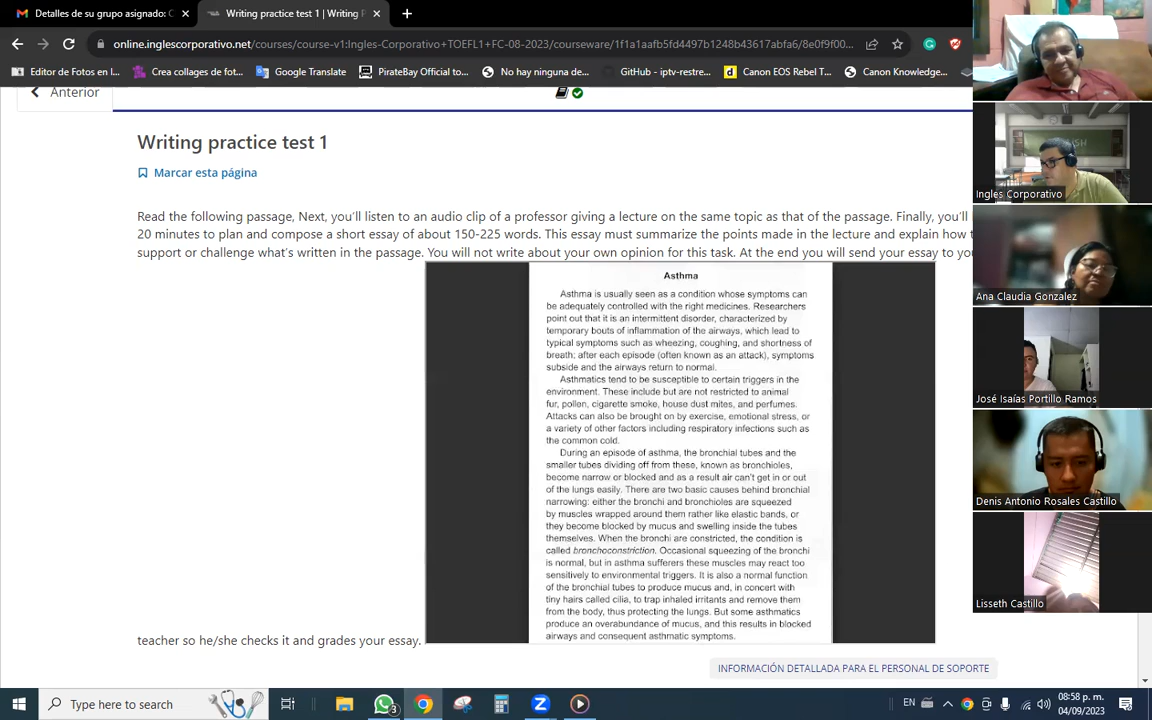 Detalles de su grupo asignado: C
Writing practice test 1 | Writing P
online.inglescorporativo.net/courses/course-v1:Ingles-Corporativo+TOEFL1+FC-08-2023/courseware/1f1a1aafb5fd4497b1248b43617abfa6/8e0f9f00...
Editor de Fotos en l...
Crea collages de fot...
Google Translate
PirateBay Official to...
No hay ninguna de...
GitHub - iptv-restre...
Canon EOS Rebel T...
Canon Knowledge...
Anterior
Writing practice test 1
Marcar esta página
Read the following passage, Next, you'll listen to an audio clip of a professor giving a lecture on the same topic as that of the passage. Finally, you'll
20 minutes to plan and compose a short essay of about 150-225 words. This essay must summarize the points made in the lecture and explain how t
support or challenge what's written in the passage. You will not write about your own opinion for this task. At the end you will send your essay to you
Asthma
Asthma is usually seen as a condition whose symptoms can
be adequately controlled with the right medicines. Researchers
point out that it is an intermittent disorder, characterized by
temporary bouts of inflammation of the airways, which lead to
typical symptoms such as wheezing, coughing, and shortness of
breath; after each episode (often known as an attack), symptoms
subside and the airways return to normal.
Asthmatics tend to be susceptible to certain triggers in the
environment. These include but are not restricted to animal
fur, pollen, cigarette smoke, house dust mites, and perfumes.
Attacks can also be brought on by exercise, emotional stress, or
a variety of other factors including respiratory infections such as
the common cold.
During an episode of asthma, the bronchial tubes and the
smaller tubes dividing off from these, known as bronchioles,
become narrow or blocked and as a result air can't get in or out
of the lungs easily. There are two basic causes behind bronchial
narrowing: either the bronchi and bronchioles are squeezed
by muscles wrapped around them rather like elastic bands, or
they become blocked by mucus and swelling inside the tubes
themselves. When the bronchi are constricted, the condition is
called bronchoconstriction. Occasional squeezing of the bronchi
is normal, but in asthma sufferers these muscles may react too
sensitively to environmental triggers. It is also a normal function
of the bronchial tubes to produce mucus and, in concert with
tiny hairs called cilia, to trap inhaled irritants and remove them
from the body, thus protecting the lungs. But some asthmatics
produce an overabundance of mucus, and this results in blocked
airways and consequent asthmatic symptoms.
teacher so he/she checks it and grades your essay.
INFORMACIÓN DETALLADA PARA EL PERSONAL DE SOPORTE
Ingles Corporativo
Ana Claudia Gonzalez
José Isaías Portillo Ramos
Denis Antonio Rosales Castillo
Lisseth Castillo
Type here to search
3
EN
08:58 p. m.
04/09/2023